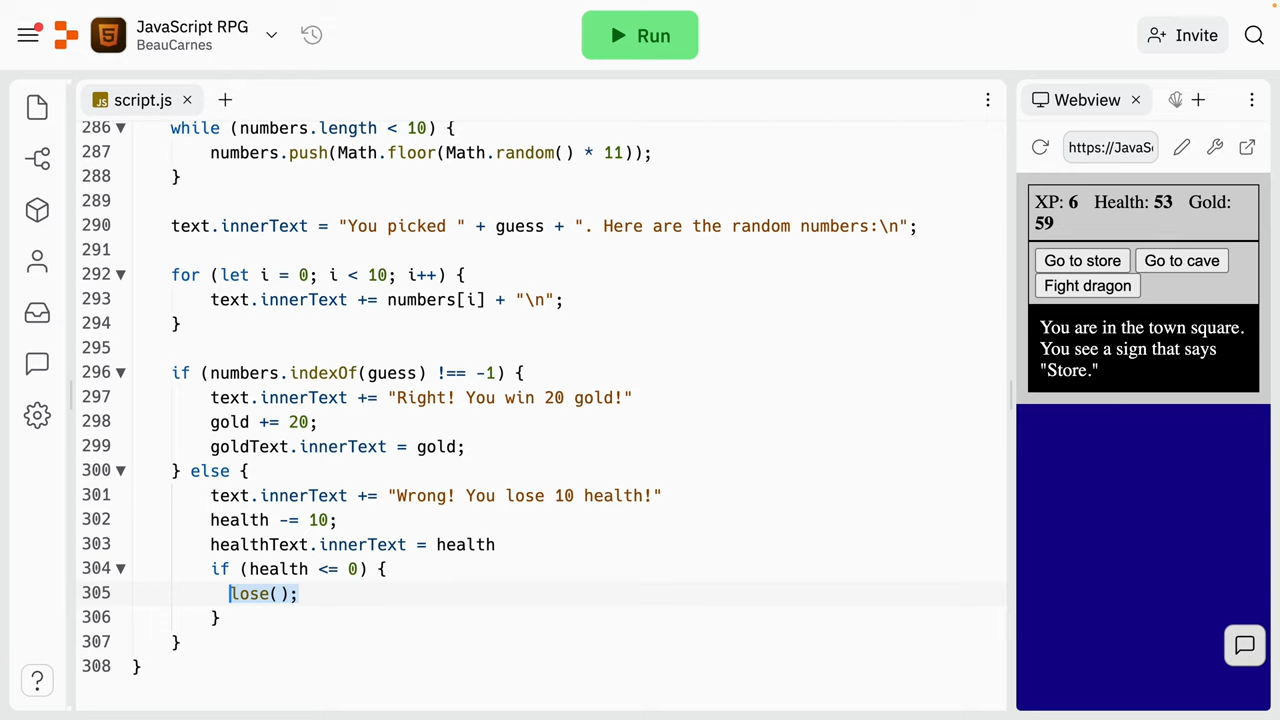 JavaScript RPG
BeauCarnes
Run
Invite
JS script.js
286 while (numbers.length < 10) {
287 numbers.push(Math.floor(Math.random() * 11));
288 }
289
290 text.innerText = "You picked " + guess + ". Here are the random numbers:\n";
291
292 for (let i = 0; i < 10; i++) {
293 text.innerText += numbers[i] + "\n";
294 }
295
296 if (numbers.indexOf(guess) !== -1) {
297 text.innerText += "Right! You win 20 gold!"
298 gold += 20;
299 goldText.innerText = gold;
300 } else {
301 text.innerText += "Wrong! You lose 10 health!"
302 health -= 10;
303 healthText.innerText = health
304 if (health <= 0) {
305 lose();
306 }
307 }
308 }
?
Webview
https://JavaS
XP: 6 Health: 53 Gold:
59
Go to store Go to cave
Fight dragon
You are in the town square.
You see a sign that says
"Store."